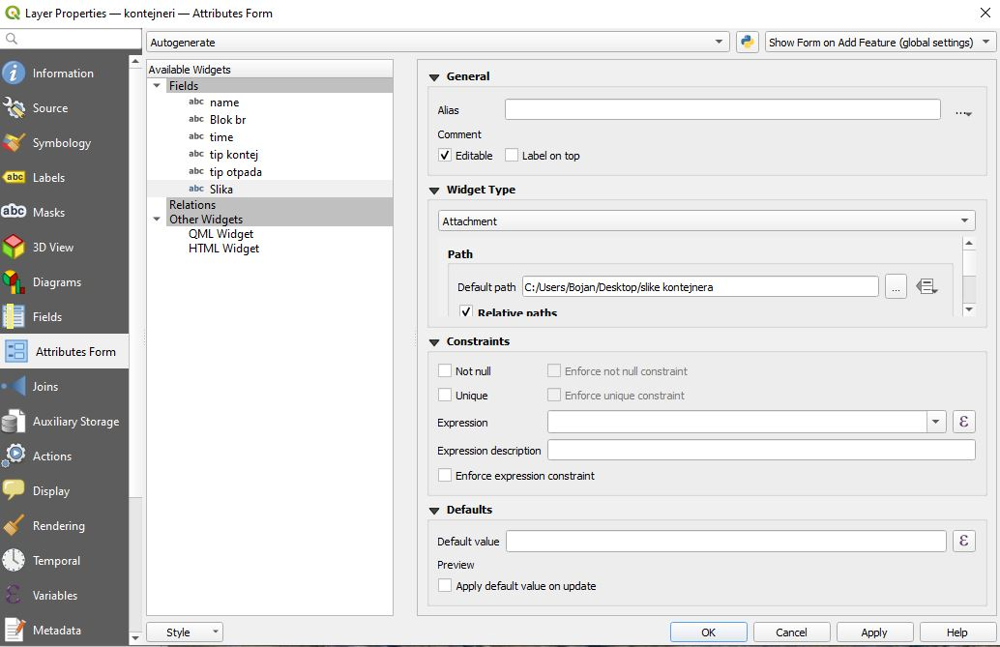 Layer Properties — kontejneri — Attributes Form
Autogenerate
Show Form on Add Feature (global settings)
Information
Source
Symbology
abc Labels
abc Masks
3D View
Diagrams
Fields
Attributes Form
Joins
Auxiliary Storage
Actions
Display
Rendering
Temporal
Variables
Metadata
Available Widgets
Fields
abc name
abc Blok br
abc time
abc tip kontej
abc tip otpada
abc Slika
Relations
Other Widgets
QML Widget
HTML Widget
Style
General
Alias
...
Comment
Editable Label on top
Widget Type
Attachment
Path
Default path C:/Users/Bojan/Desktop/slike kontejnera ...
Relative paths
Constraints
Not null Enforce not null constraint
Unique Enforce unique constraint
Expression ε
Expression description
Enforce expression constraint
Defaults
Default value ε
Preview
Apply default value on update
OK Cancel Apply Help